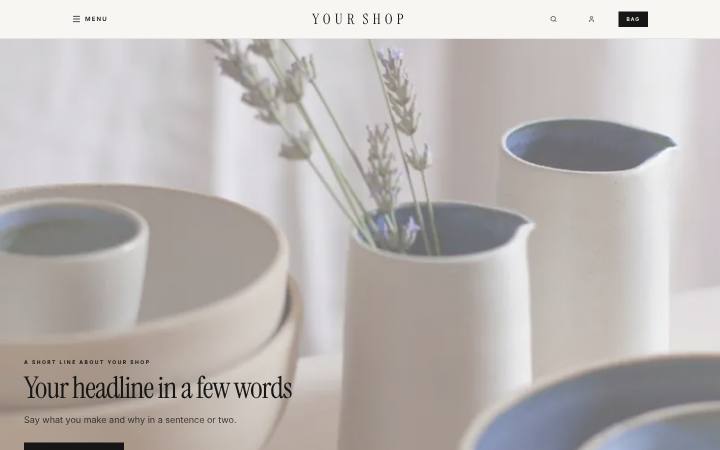 MENU
YOUR SHOP
BAG
A SHORT LINE ABOUT YOUR SHOP
Your headline in a few words
Say what you make and why in a sentence or two.